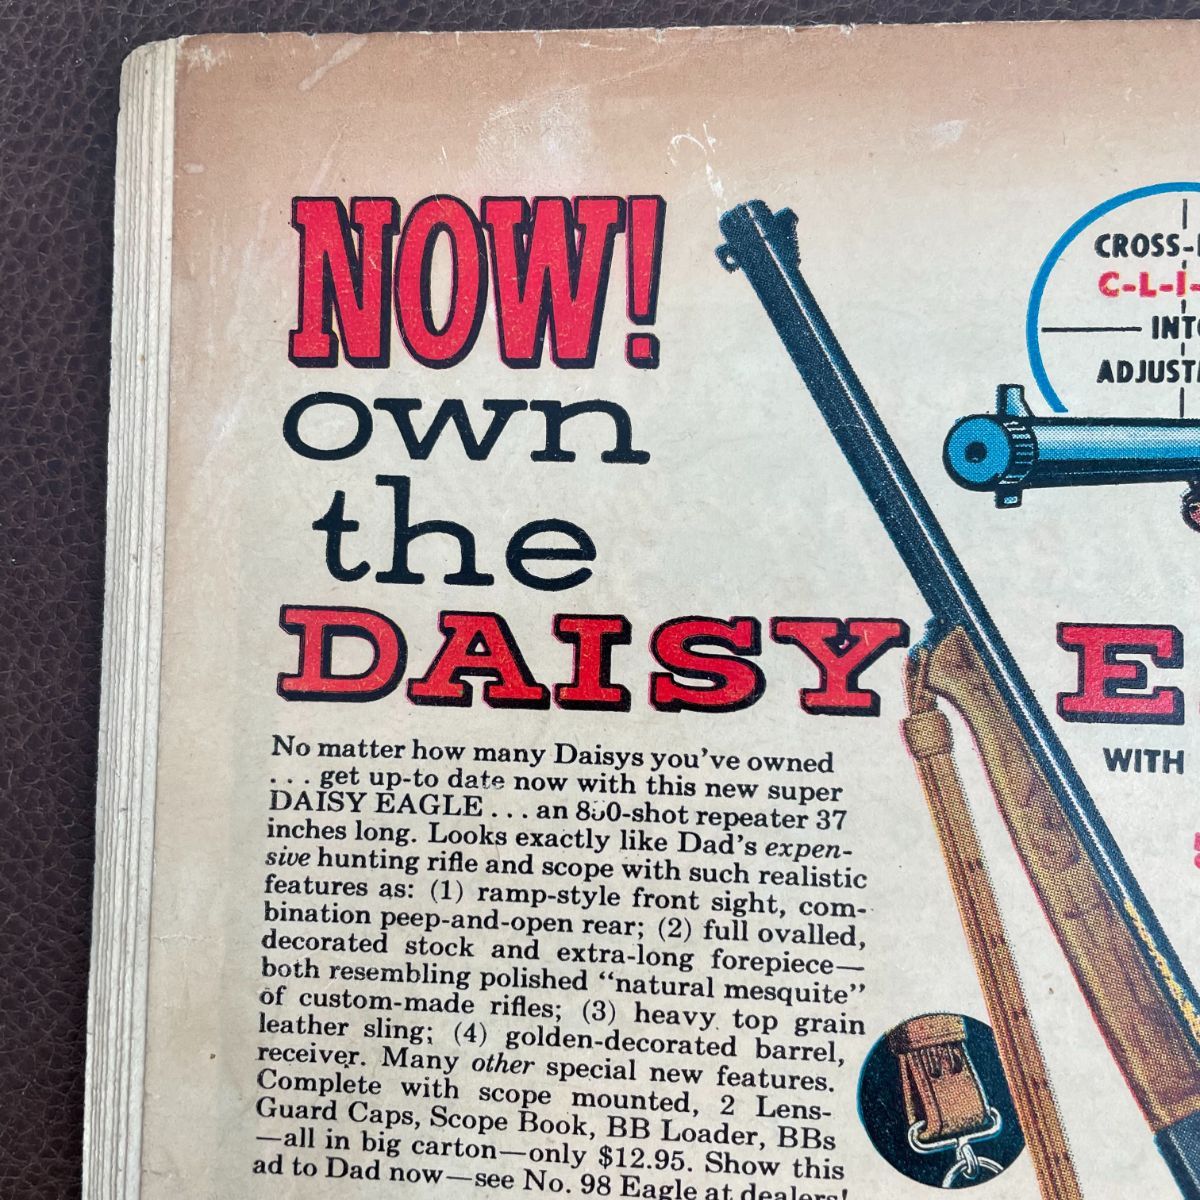 NOW!
own
the
DAISY E
No matter how many Daisys you've owned
. . . get up-to date now with this new super
DAISY EAGLE . . . an 850-shot repeater 37
inches long. Looks exactly like Dad's expen-
sive hunting rifle and scope with such realistic
features as: (1) ramp-style front sight, com-
bination peep-and-open rear; (2) full ovalled,
decorated stock and extra-long forepiece—
both resembling polished "natural mesquite"
of custom-made rifles; (3) heavy top grain
leather sling; (4) golden-decorated barrel,
receiver. Many other special new features.
Complete with scope mounted, 2 Lens-
Guard Caps, Scope Book, BB Loader, BBs
—all in big carton—only $12.95. Show this
ad to Dad now—see No. 98 Eagle at dealers!
CROSS-
C-L-I-
INTO
ADJUST
WITH